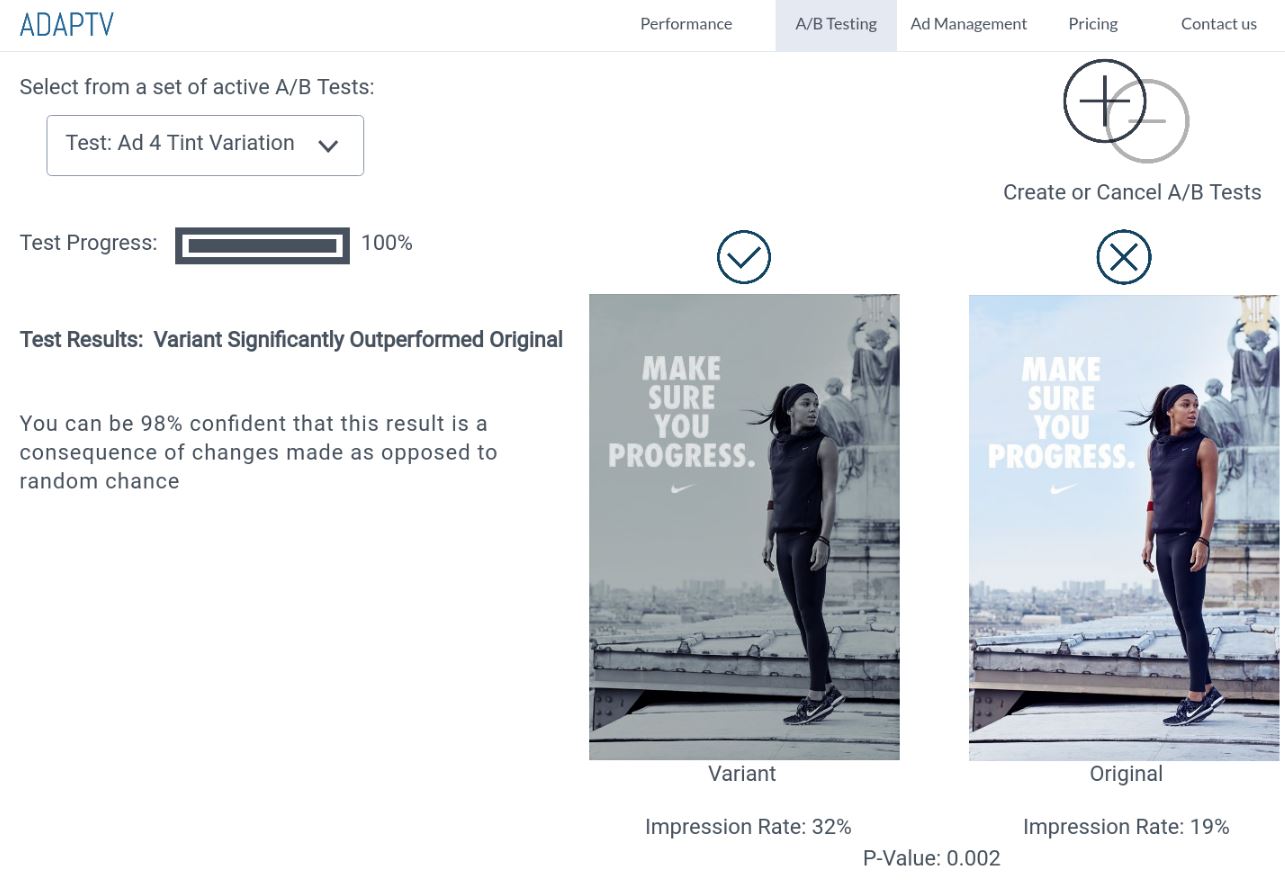 ADAPTV
Performance
A/B Testing
Ad Management
Pricing
Contact us
Select from a set of active A/B Tests:
Test: Ad 4 Tint Variation
Create or Cancel A/B Tests
Test Progress:
100%
Test Results: Variant Significantly Outperformed Original
You can be 98% confident that this result is a
consequence of changes made as opposed to
random chance
MAKE
SURE
YOU
PROGRESS.
MAKE
SURE
YOU
PROGRESS.
Variant
Original
Impression Rate: 32%
Impression Rate: 19%
P-Value: 0.002